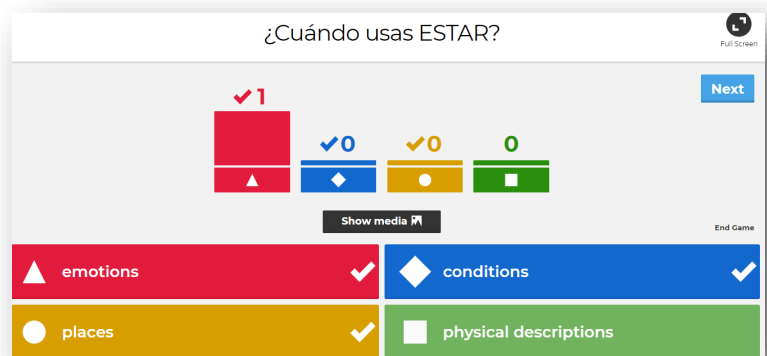 ¿Cuándo usas ESTAR?
Full Screen
Next
1
0
0
0
Show media
End Game
emotions
conditions
places
physical descriptions